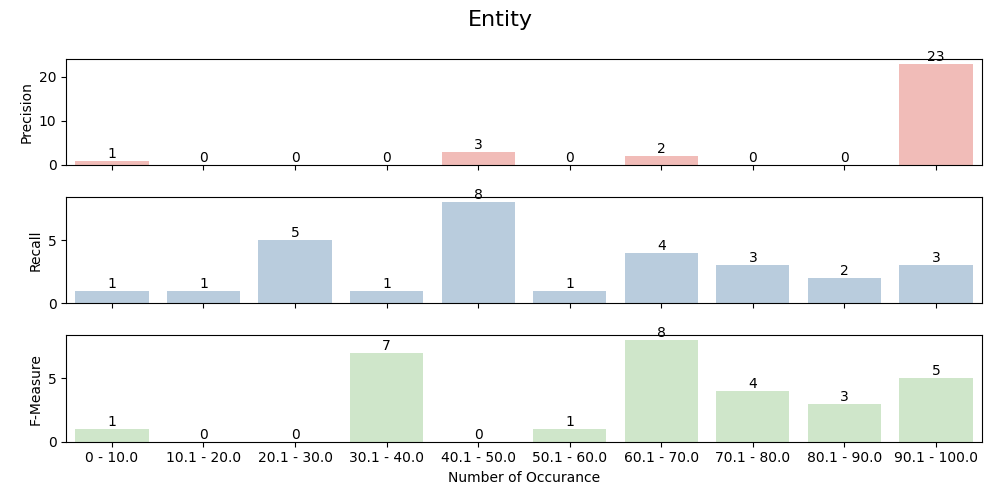 Entity
Precision
20
10
0
1 0 0 0 3 0 2 0 0 23
Recall
5
0
1 1 5 1 8 1 4 3 2 3
F-Measure
5
0
1 0 0 7 0 1 8 4 3 5
0 - 10.0 10.1 - 20.0 20.1 - 30.0 30.1 - 40.0 40.1 - 50.0 50.1 - 60.0 60.1 - 70.0 70.1 - 80.0 80.1 - 90.0 90.1 - 100.0
Number of Occurance